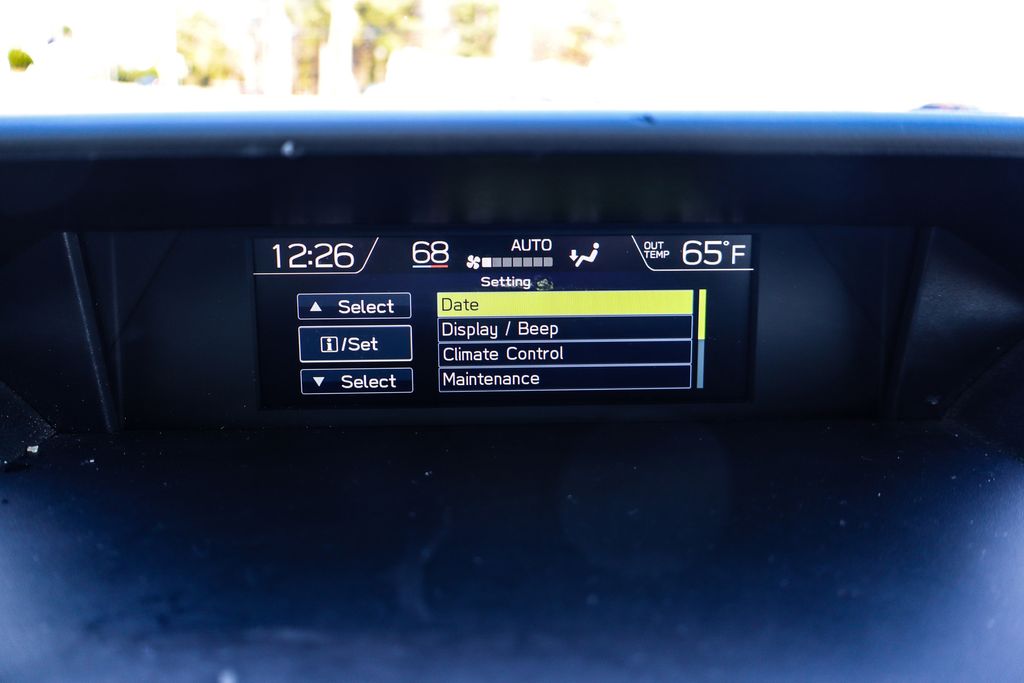 12:26
68
AUTO
OUT
TEMP
65°F
Setting
▲ Select
i/Set
▼ Select
Date
Display / Beep
Climate Control
Maintenance